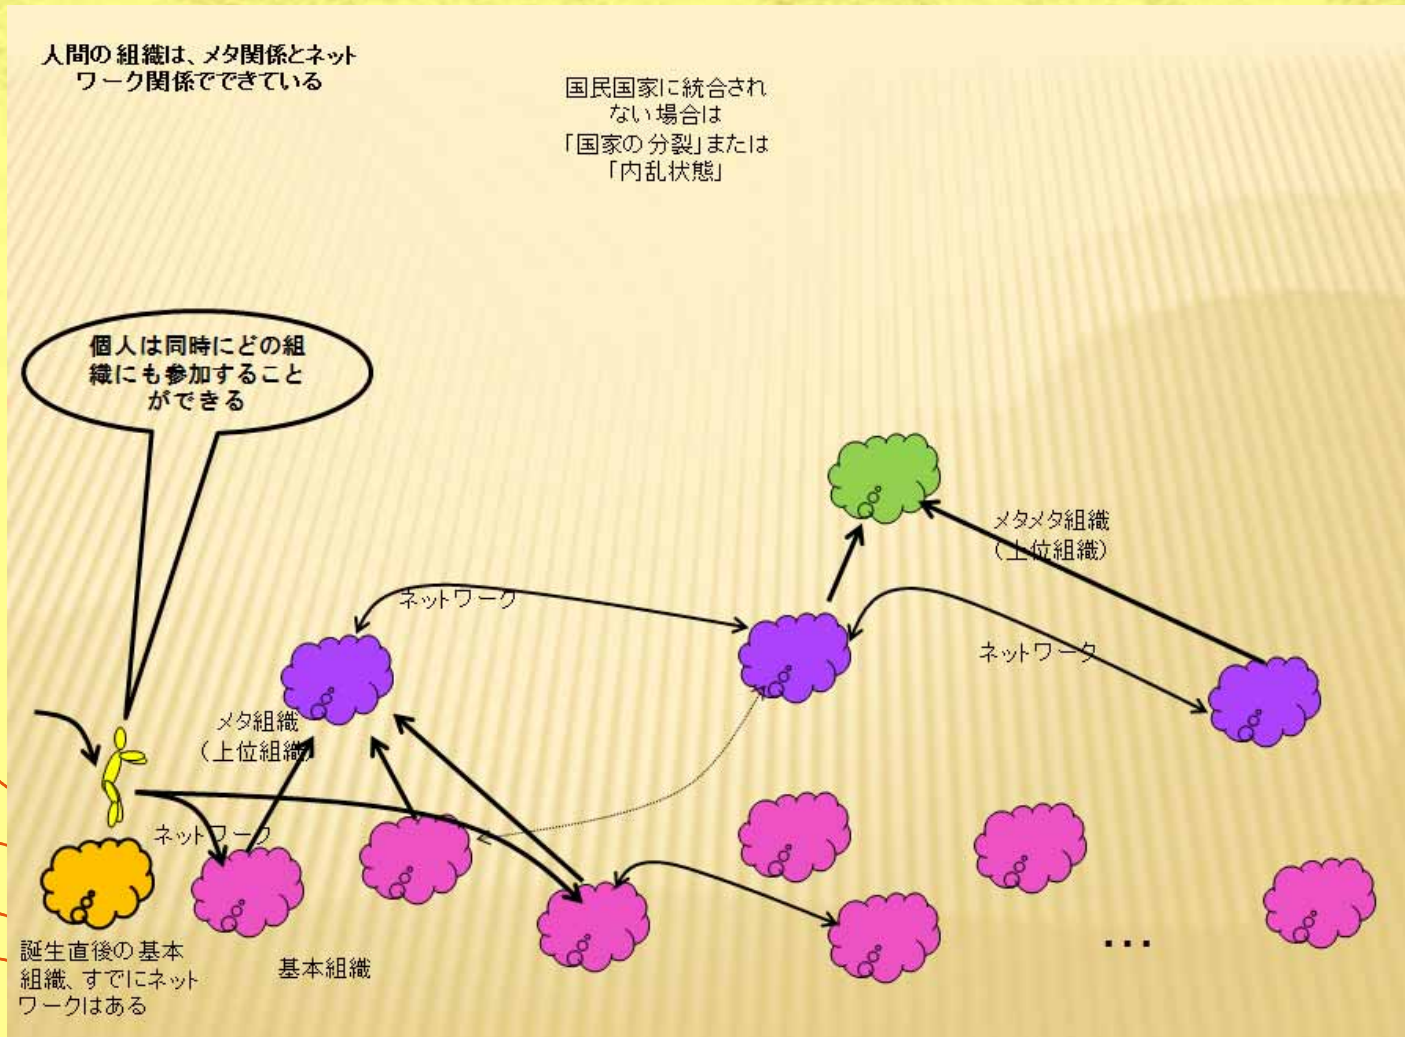 人間の組織は、メタ関係とネット
ワーク関係でできている
国民国家に統合され
ない場合は
「国家の分裂」または
「内乱状態」
個人は同時にどの組
織にも参加すること
ができる
メタメタ組織
（上位組織）
ネットワーク
ネットワーク
メタ組織
（上位組織）
ネットワーク
誕生直後の基本
組織、すでにネット
ワークはある
基本組織
...